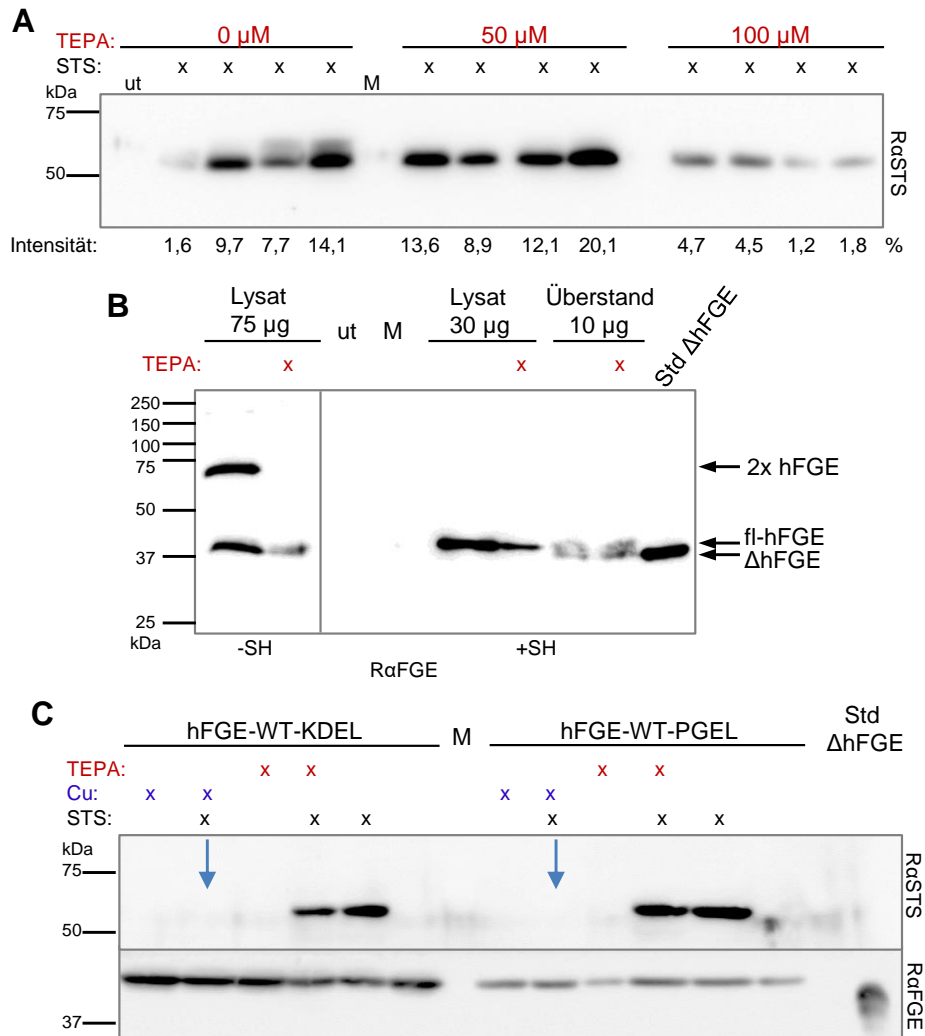 A
TEPA: 0 µM 50 µM 100 µM
STS: x x x x x x x x x x x x
ut M
kDa
75
50
RαSTS
Intensität: 1,6 9,7 7,7 14,1 13,6 8,9 12,1 20,1 4,7 4,5 1,2 1,8 %
B
Lysat 75 µg ut M Lysat 30 µg Überstand 10 µg Std ΔhFGE
TEPA: x x x
250
150
100
75
50
37
25
kDa
2x hFGE
fl-hFGE
ΔhFGE
-SH +SH
RαFGE
C
hFGE-WT-KDEL M hFGE-WT-PGEL Std ΔhFGE
TEPA: x x x x
Cu: x x x x
STS: x x x x x x
kDa
75
50
RαSTS
37
RαFGE